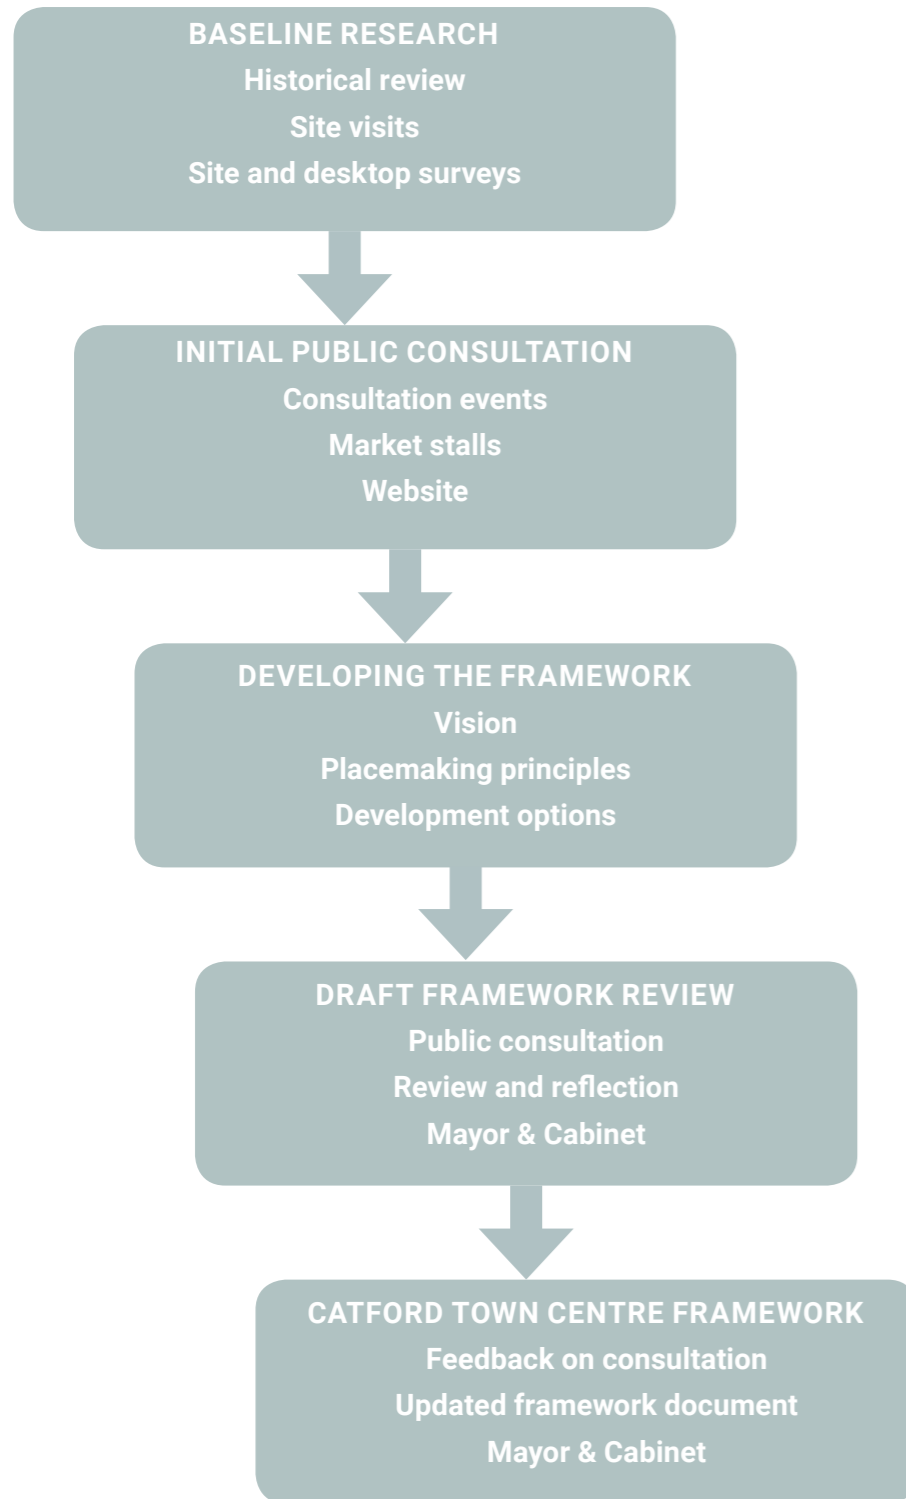 BASELINE RESEARCH
Historical review
Site visits
Site and desktop surveys
INITIAL PUBLIC CONSULTATION
Consultation events
Market stalls
Website
DEVELOPING THE FRAMEWORK
Vision
Placemaking principles
Development options
DRAFT FRAMEWORK REVIEW
Public consultation
Review and reflection
Mayor & Cabinet
CATFORD TOWN CENTRE FRAMEWORK
Feedback on consultation
Updated framework document
Mayor & Cabinet